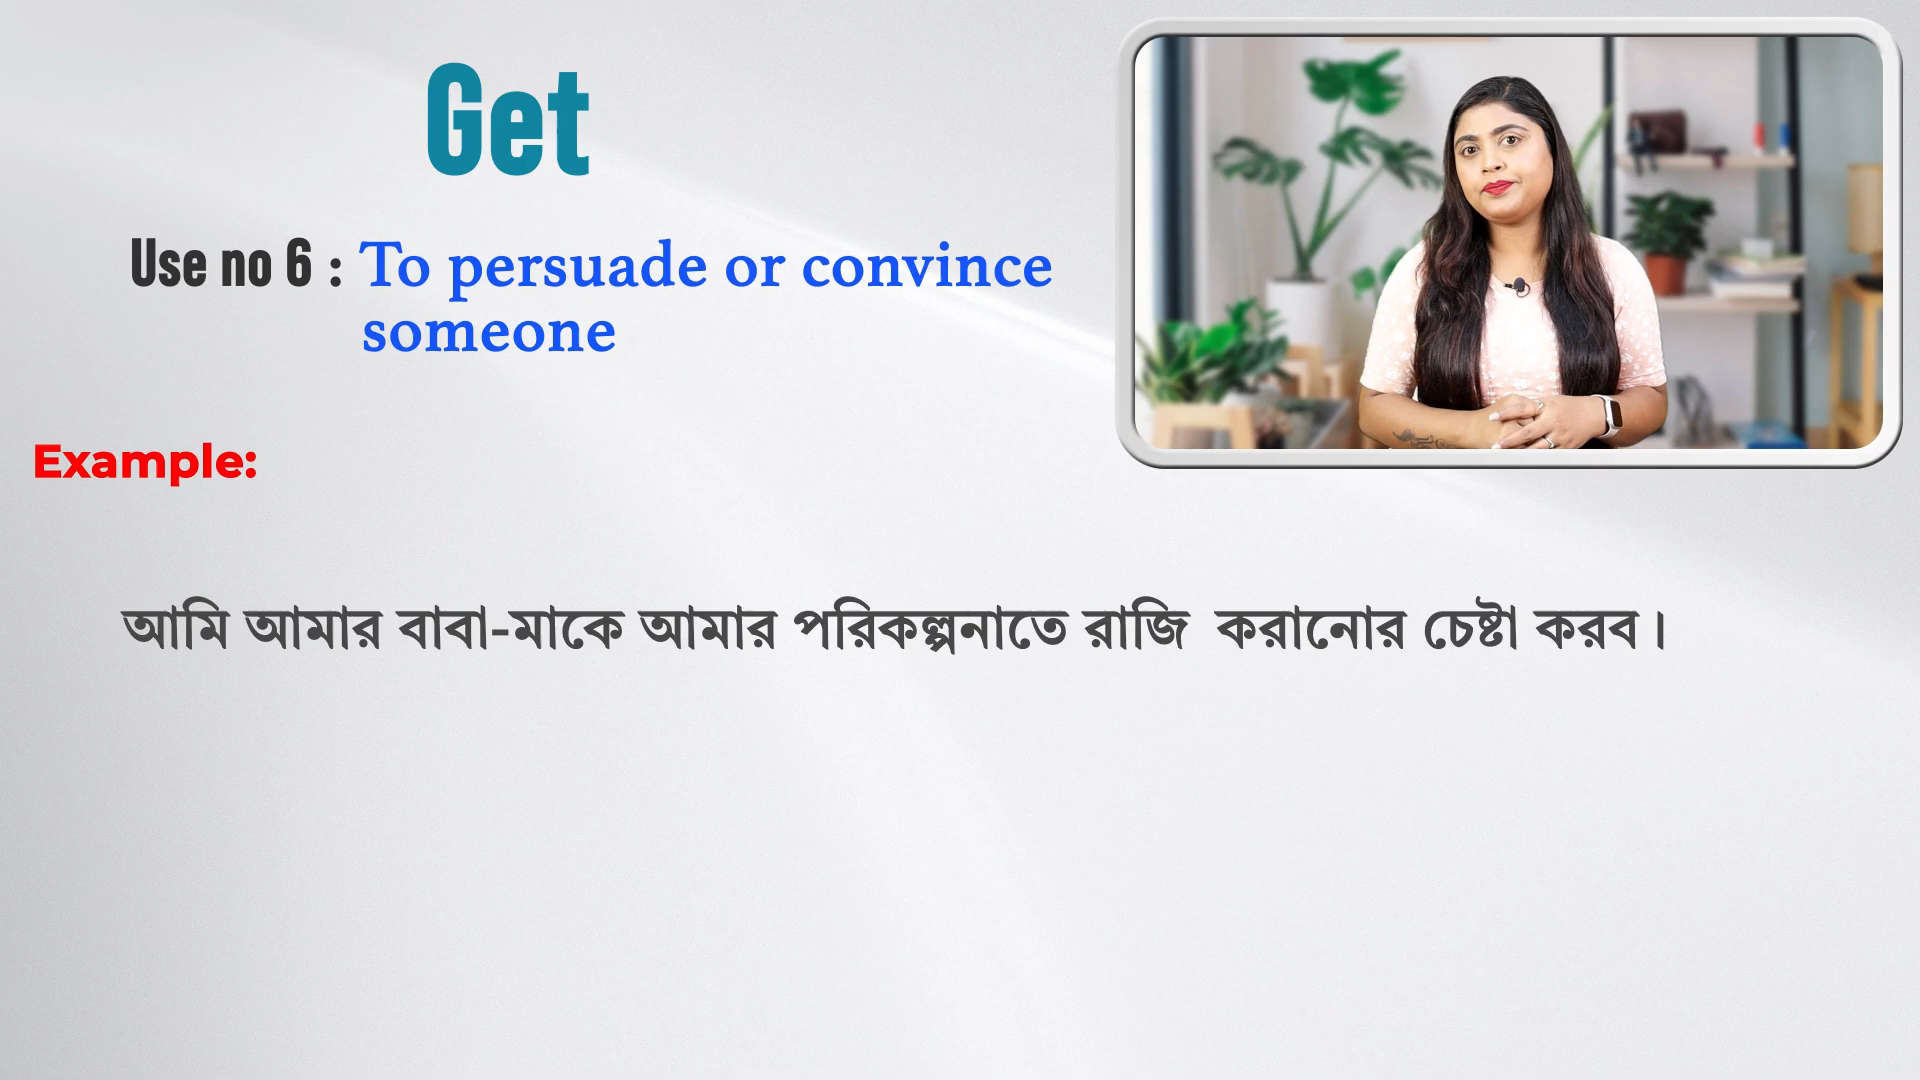 Get
Use no 6 : To persuade or convince
someone
Example:
আমি আমার বাবা-মাকে আমার পরিকল্পনাতে রাজি করানোর চেষ্টা করব।